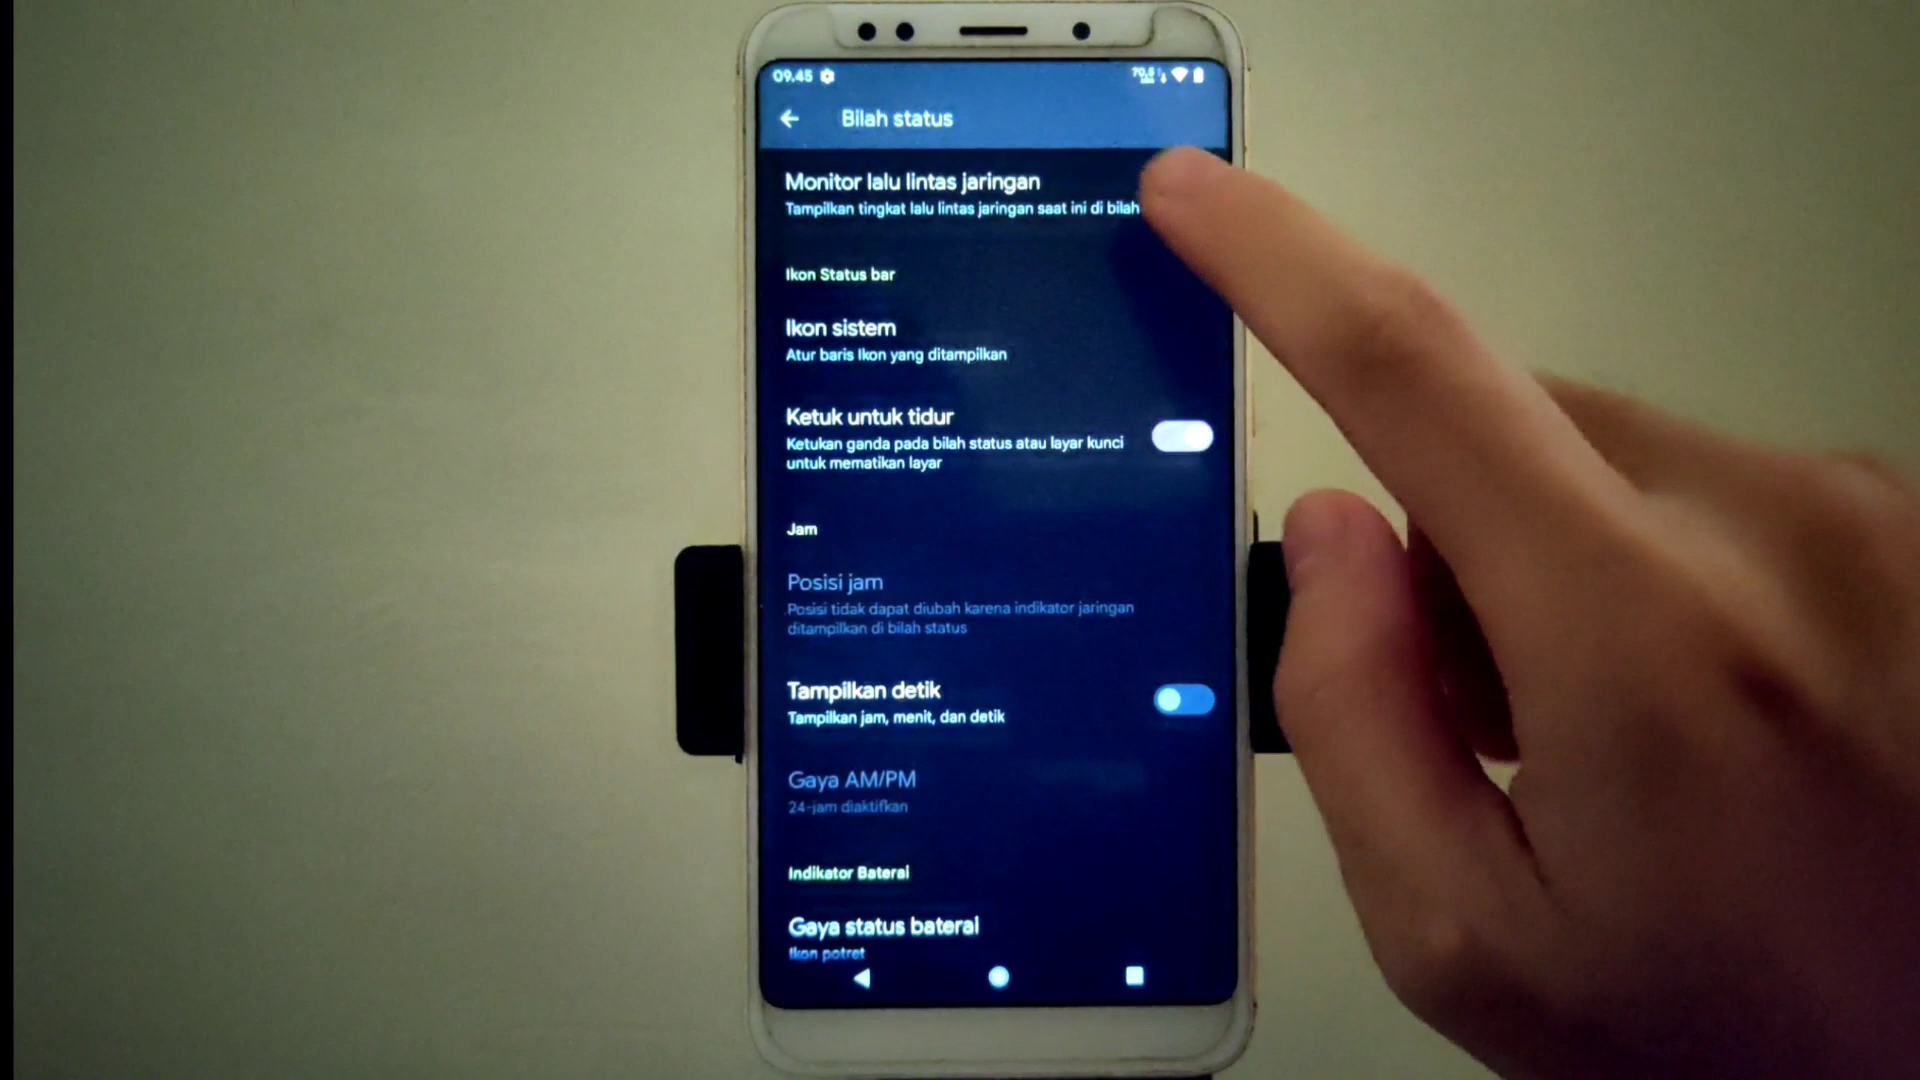 09.45
70,5
Bilah status
Monitor lalu lintas jaringan
Tampilkan tingkat lalu lintas jaringan saat ini di bilah
Ikon Status bar
Ikon sistem
Atur baris Ikon yang ditampilkan
Ketuk untuk tidur
Ketukan ganda pada bilah status atau layar kunci
untuk mematikan layar
Jam
Posisi jam
Posisi tidak dapat diubah karena indikator jaringan
ditampilkan di bilah status
Tampilkan detik
Tampilkan jam, menit, dan detik
Gaya AM/PM
24-jam diaktifkan
Indikator Baterai
Gaya status baterai
Ikon potret